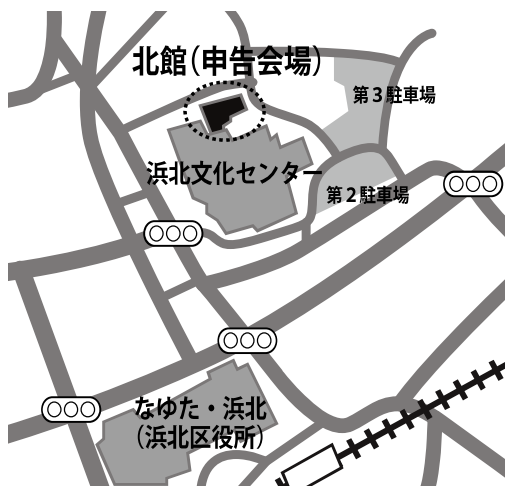 北館（申告会場）
第３駐車場
浜北文化センター
第２駐車場
なゆた・浜北
（浜北区役所）